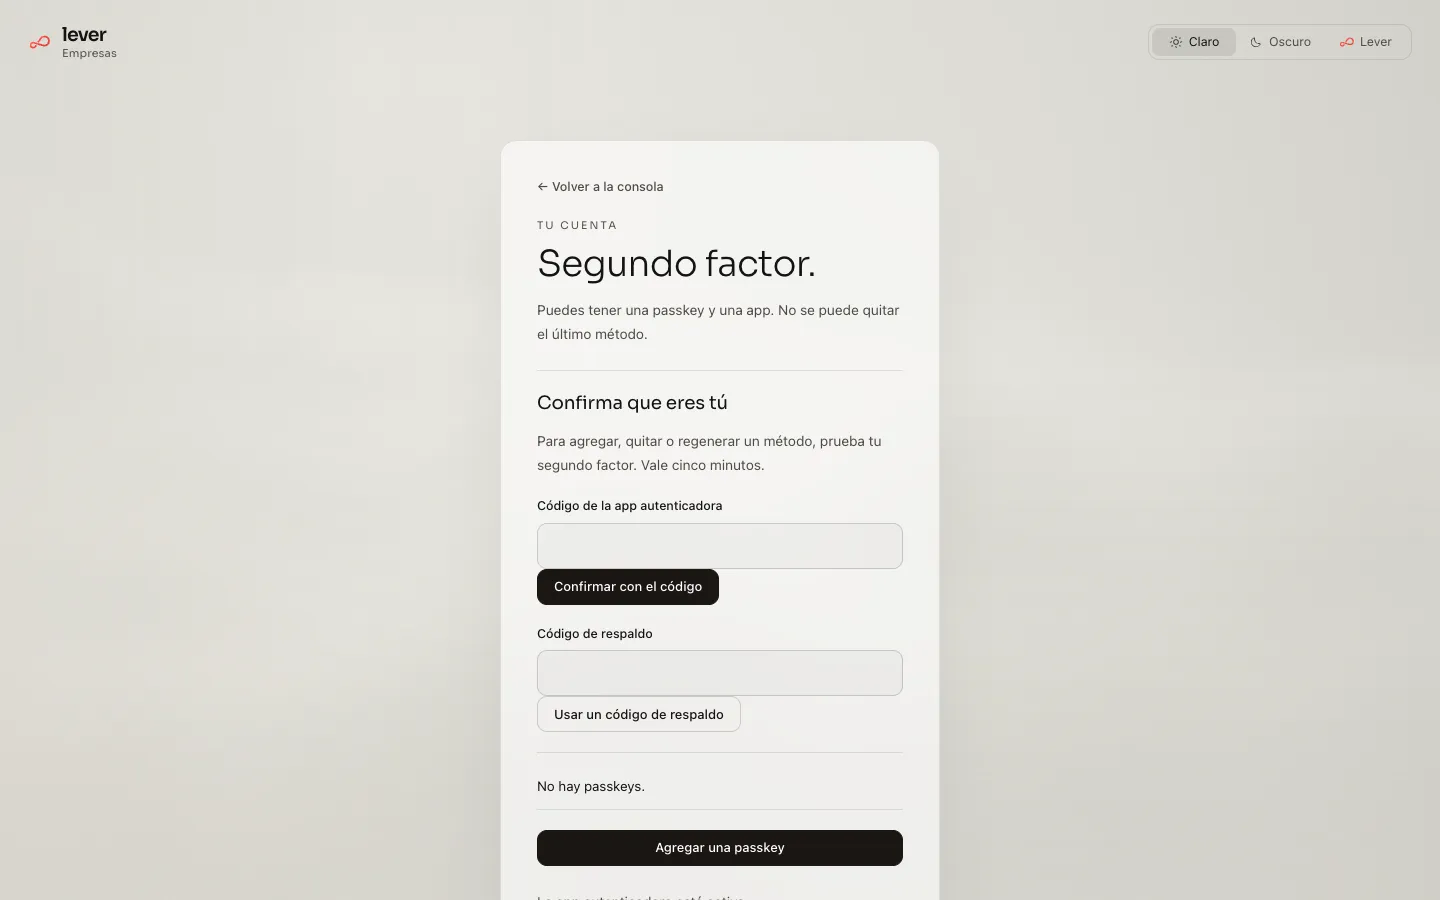 lever
Empresas
Claro
Oscuro
Lever
← Volver a la consola
TU CUENTA
Segundo factor.
Puedes tener una passkey y una app. No se puede quitar
el último método.
Confirma que eres tú
Para agregar, quitar o regenerar un método, prueba tu
segundo factor. Vale cinco minutos.
Código de la app autenticadora
Confirmar con el código
Código de respaldo
Usar un código de respaldo
No hay passkeys.
Agregar una passkey